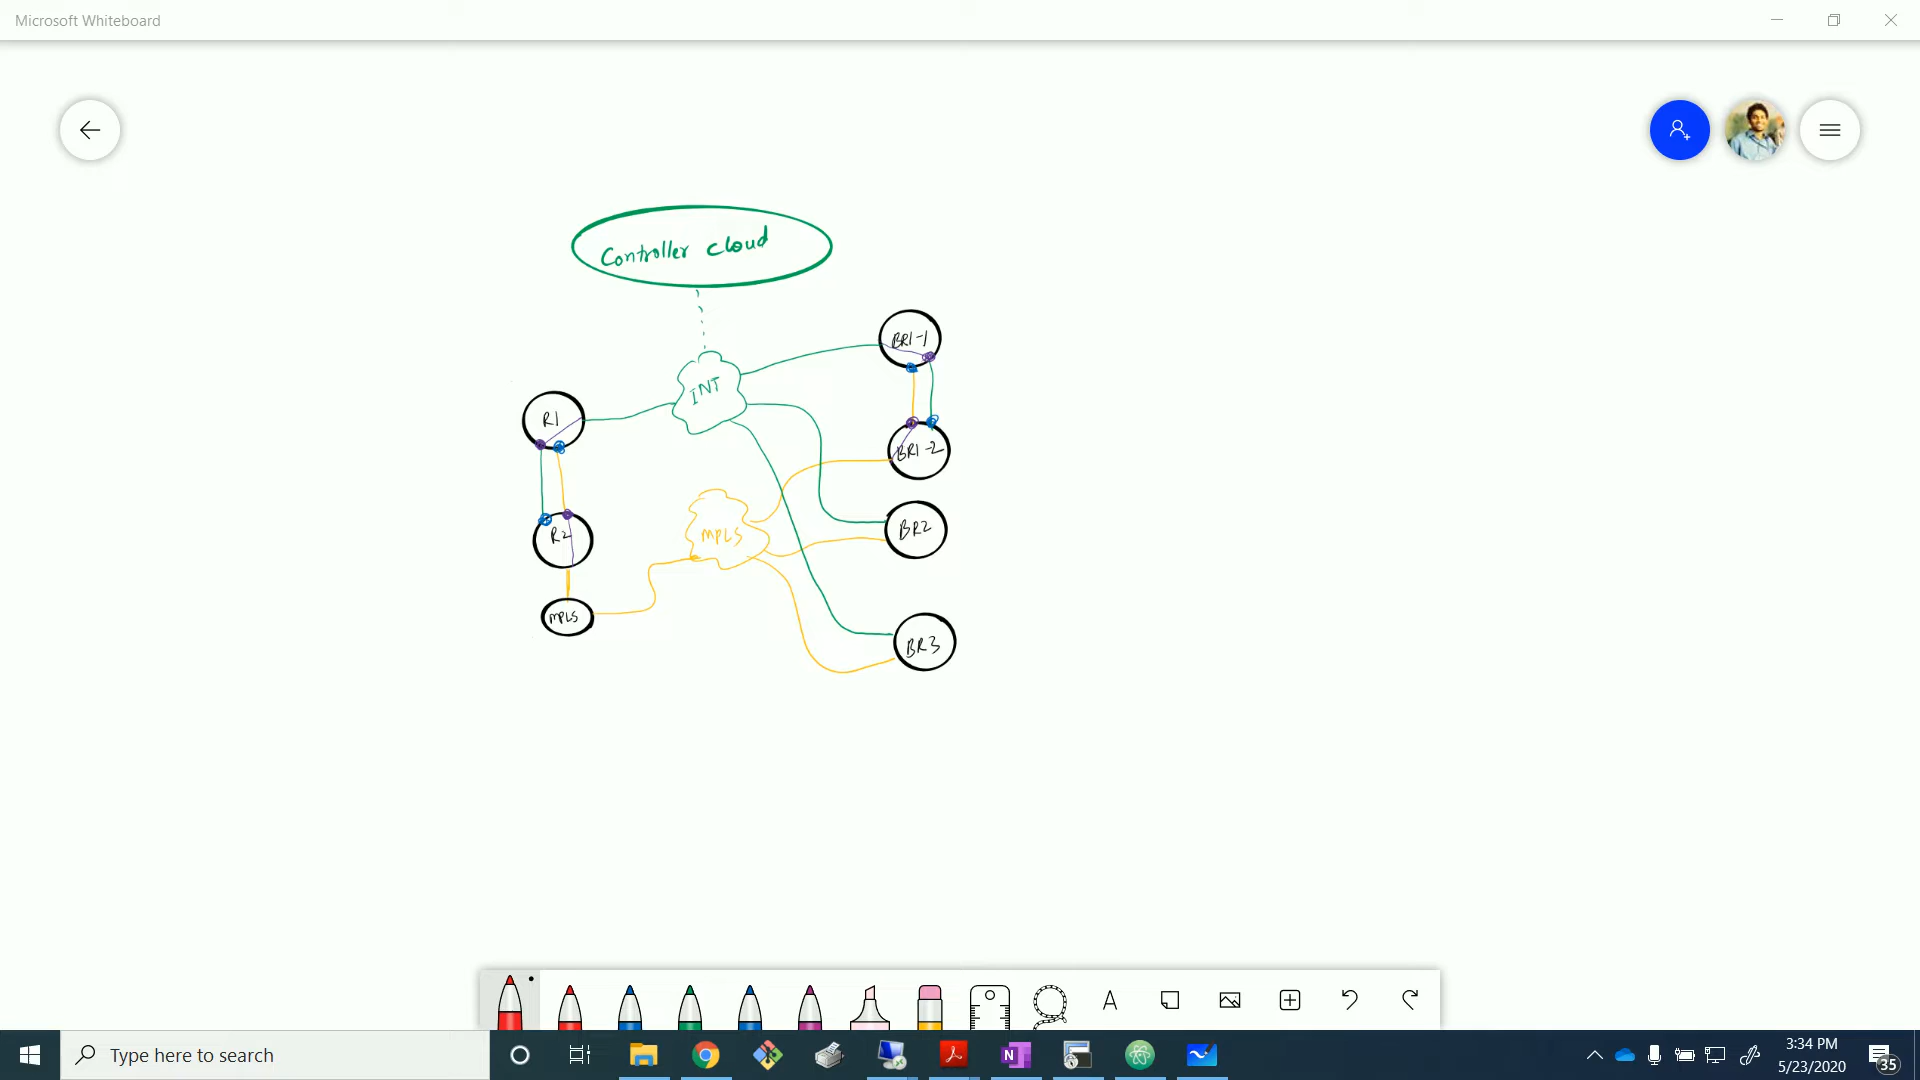 Microsoft Whiteboard
Controller cloud
BR1-1
INT
R1
BR1-2
MPLS
BR2
R2
MPLS
BR3
A
Type here to search
N
3:34 PM
5/23/2020
35